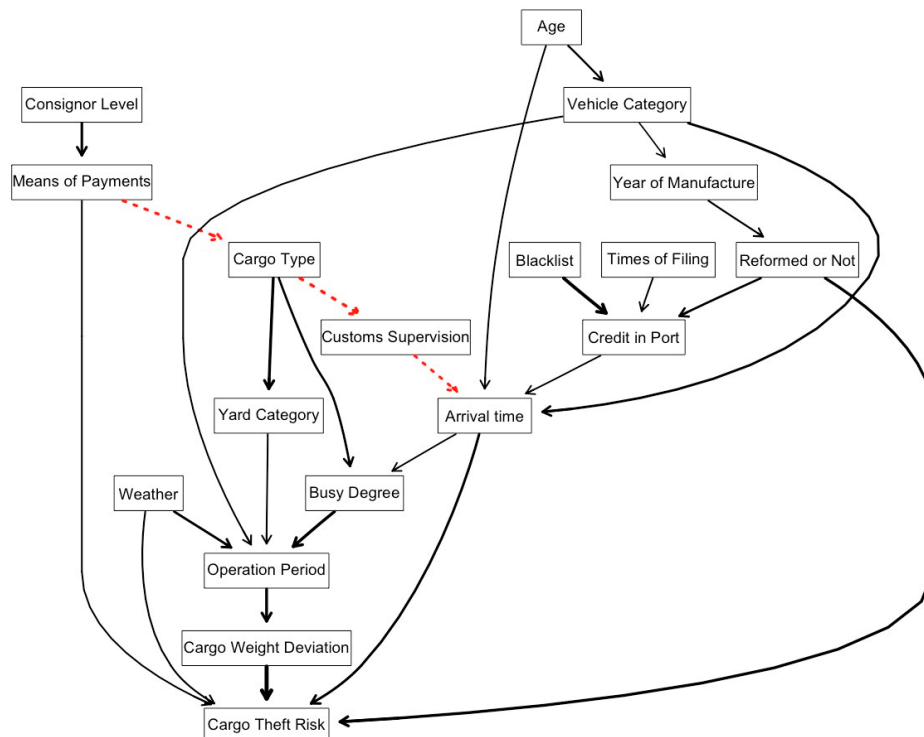 Age
Consignor Level
Vehicle Category
Means of Payments
Year of Manufacture
Cargo Type
Blacklist
Times of Filing
Reformed or Not
Customs Supervision
Credit in Port
Yard Category
Arrival time
Weather
Busy Degree
Operation Period
Cargo Weight Deviation
Cargo Theft Risk